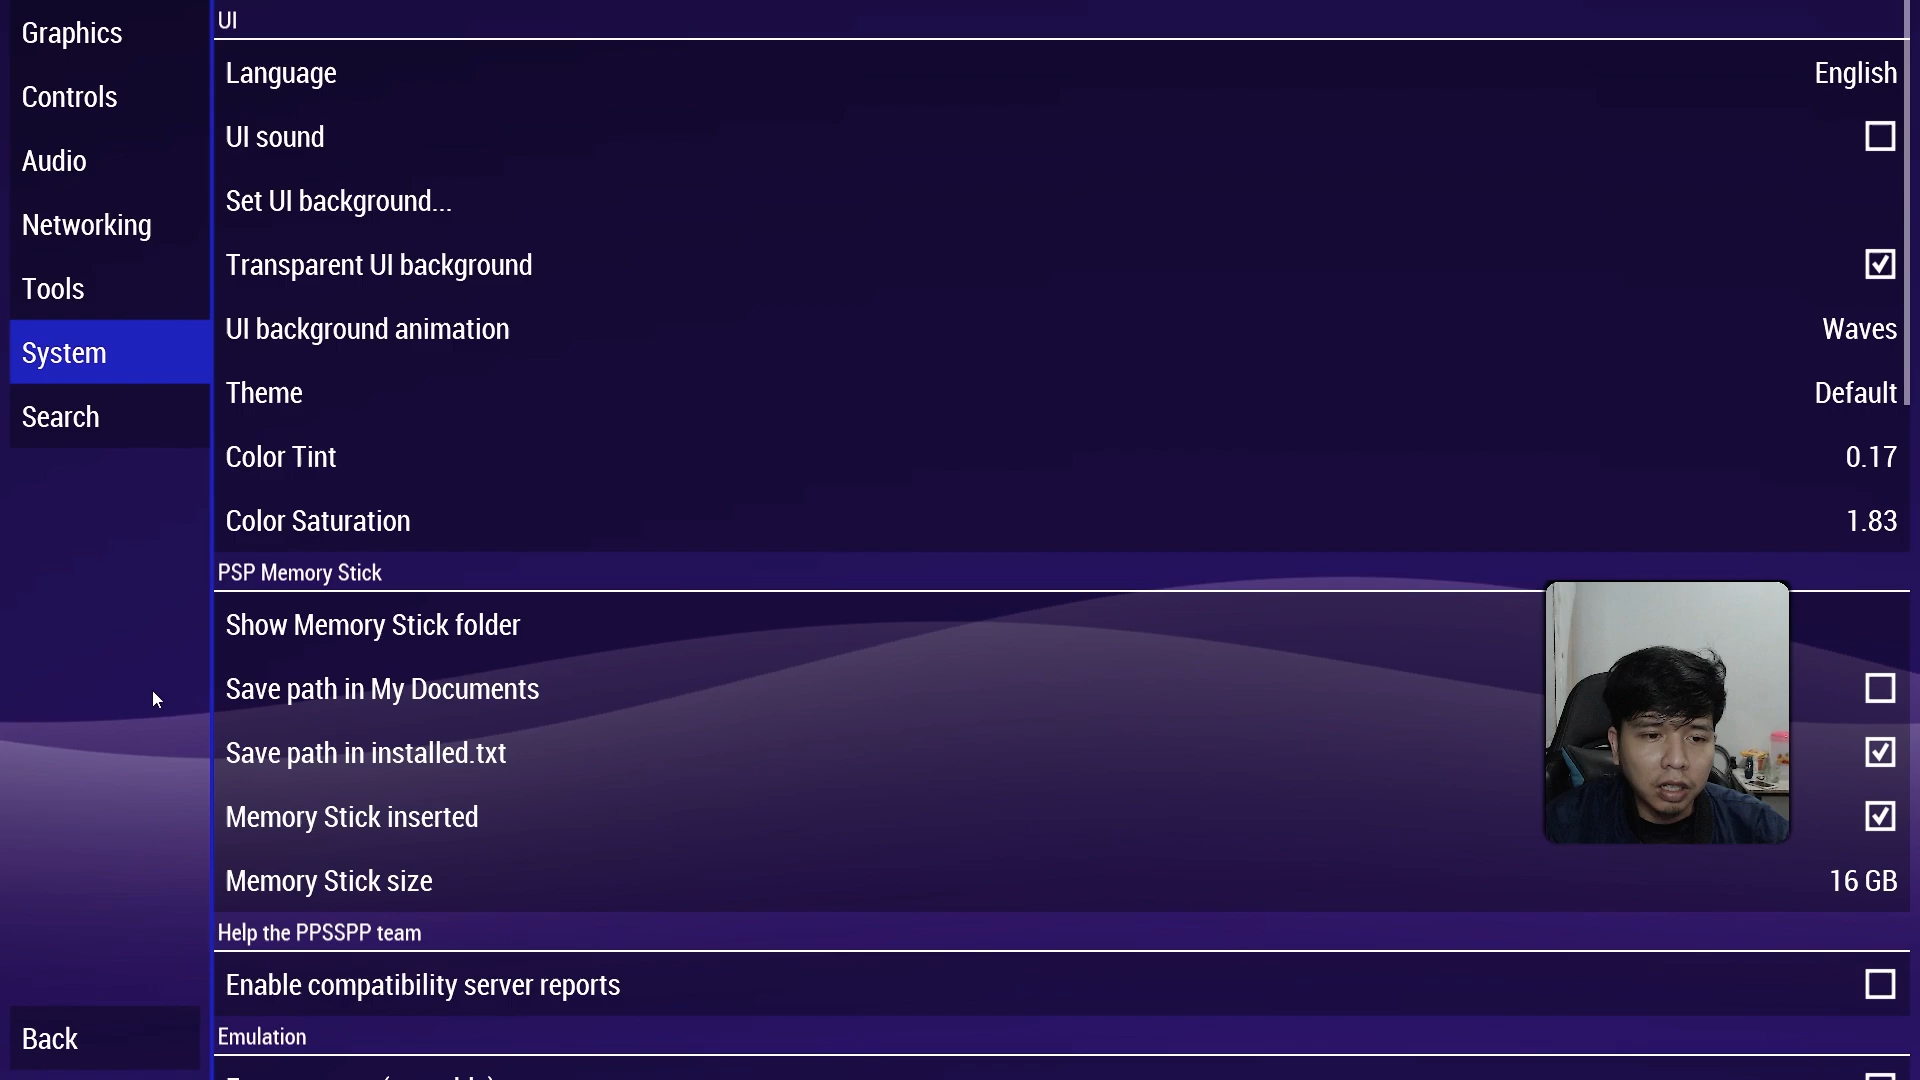 Graphics
Controls
Audio
Networking
Tools
System
Search
Back
UI
Language English
UI sound
Set UI background...
Transparent UI background
UI background animation Waves
Theme Default
Color Tint 0.17
Color Saturation 1.83
PSP Memory Stick
Show Memory Stick folder
Save path in My Documents
Save path in installed.txt
Memory Stick inserted
Memory Stick size 16 GB
Help the PPSSPP team
Enable compatibility server reports
Emulation